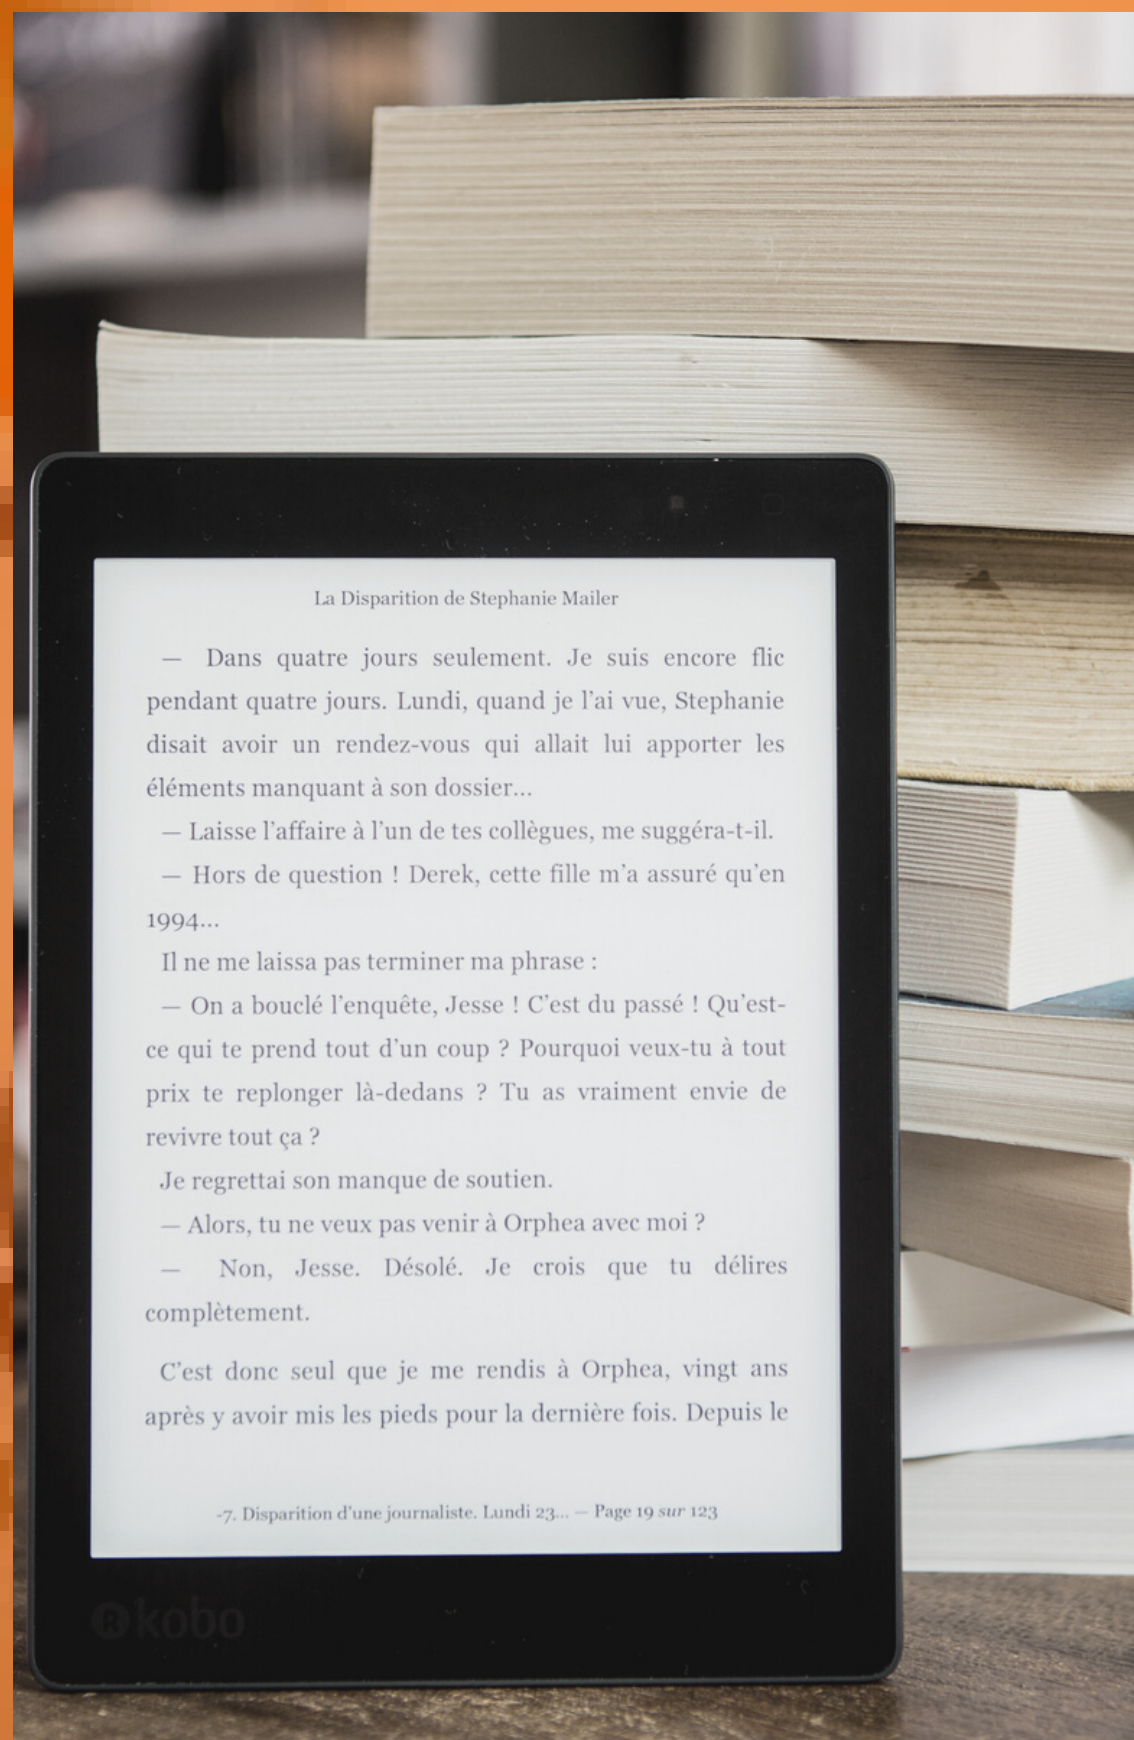 La Disparition de Stephanie Mailer
— Dans quatre jours seulement. Je suis encore flic
pendant quatre jours. Lundi, quand je l'ai vue, Stephanie
disait avoir un rendez-vous qui allait lui apporter les
éléments manquant à son dossier...
— Laisse l'affaire à l'un de tes collègues, me suggéra-t-il.
— Hors de question ! Derek, cette fille m'a assuré qu'en
1994...
Il ne me laissa pas terminer ma phrase :
— On a bouclé l'enquête, Jesse ! C'est du passé ! Qu'est-
ce qui te prend tout d'un coup ? Pourquoi veux-tu à tout
prix te replonger là-dedans ? Tu as vraiment envie de
revivre tout ça ?
Je regrettai son manque de soutien.
— Alors, tu ne veux pas venir à Orphea avec moi ?
— Non, Jesse. Désolé. Je crois que tu délires
complètement.
C'est donc seul que je me rendis à Orphea, vingt ans
après y avoir mis les pieds pour la dernière fois. Depuis le
-7. Disparition d'une journaliste. Lundi 23... — Page 19 sur 123
R kobo